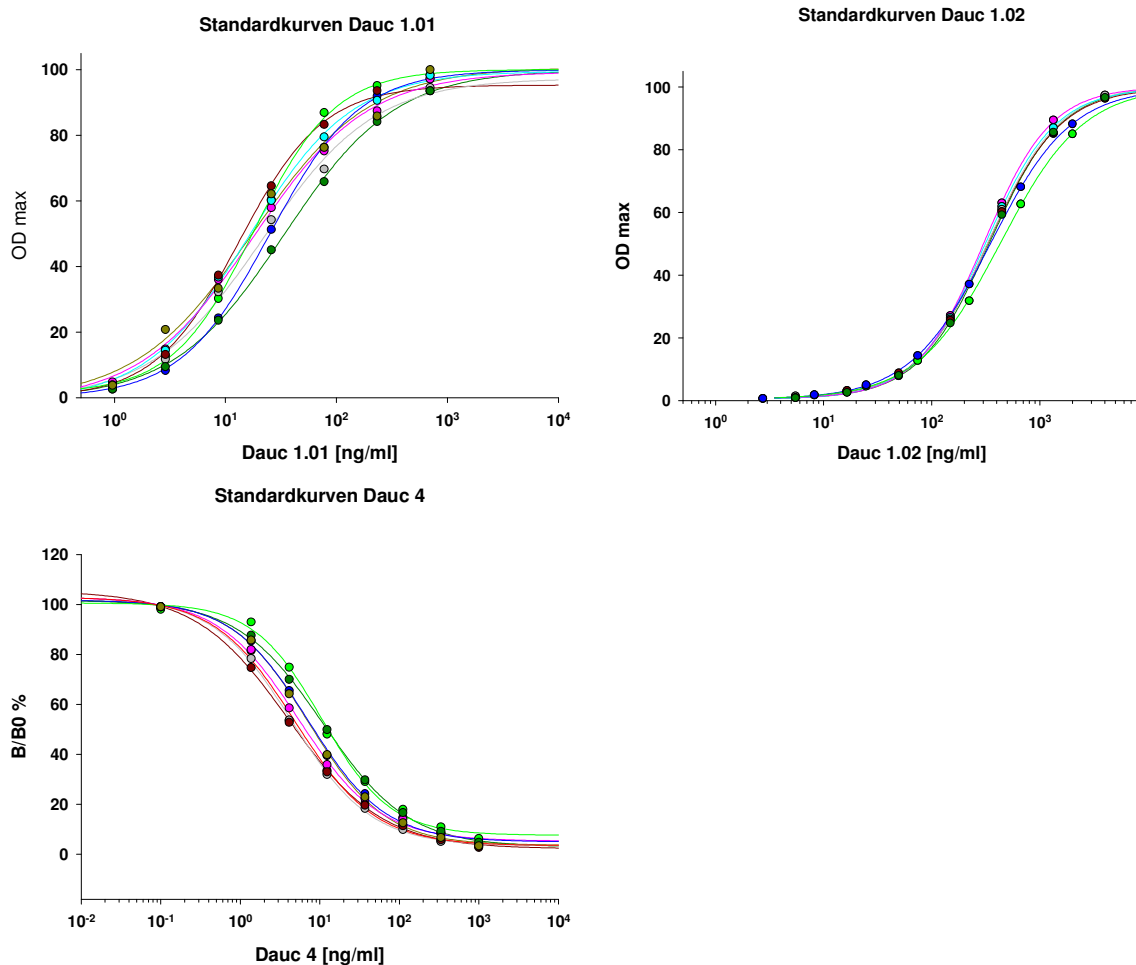 Standardkurven Dauc 1.01
100
80
60
40
20
0
OD max
10⁰ 10¹ 10² 10³ 10⁴
Dauc 1.01 [ng/ml]
Standardkurven Dauc 1.02
100
80
60
40
20
0
OD max
10⁰ 10¹ 10² 10³
Dauc 1.02 [ng/ml]
Standardkurven Dauc 4
120
100
80
60
40
20
0
B/B0 %
10⁻² 10⁻¹ 10⁰ 10¹ 10² 10³ 10⁴
Dauc 4 [ng/ml]